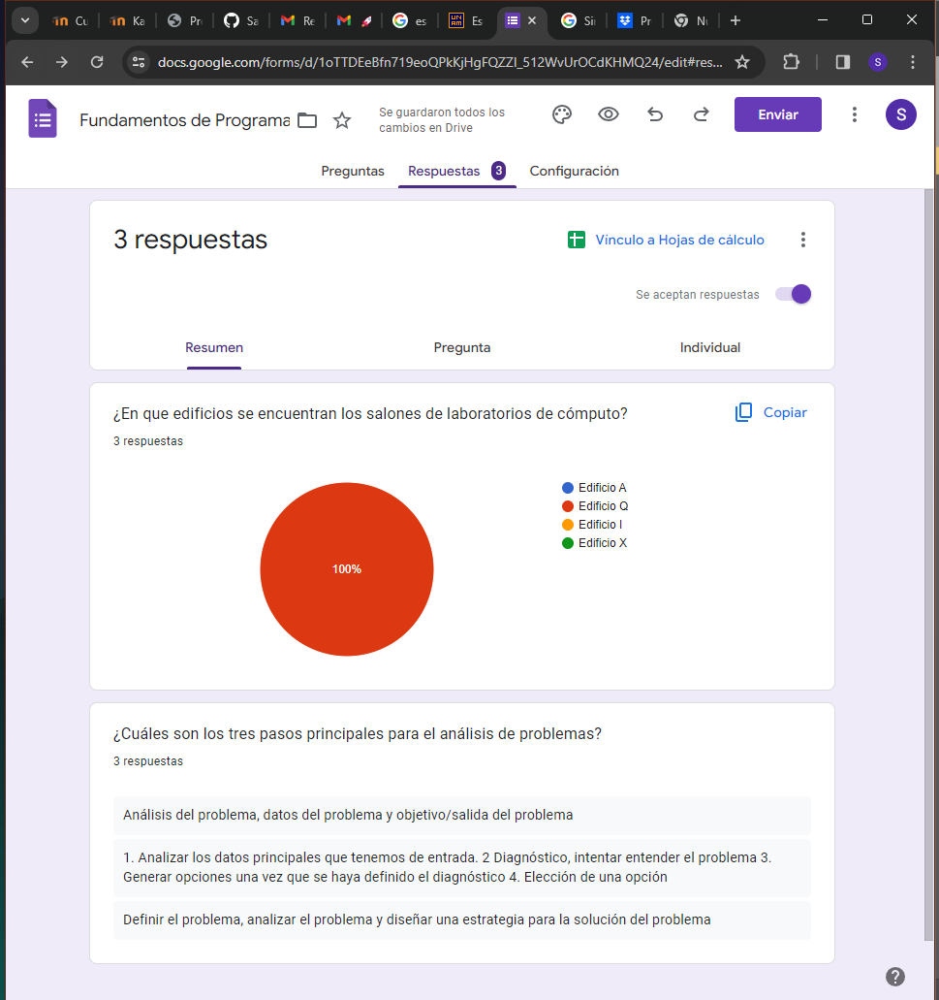 Cu
Ka
Pr
Sa
Re
es
UN
AM
Es
Si
Pr
Nu
docs.google.com/forms/d/1oTTDEeBfn719eoQPkKjHgFQZZI_512WvUrOCdKHMQ24/edit#res...
S
Fundamentos de Programa
Se guardaron todos los
cambios en Drive
Enviar
S
Preguntas
Respuestas 3
Configuración
3 respuestas
Vínculo a Hojas de cálculo
Se aceptan respuestas
Resumen
Pregunta
Individual
¿En que edificios se encuentran los salones de laboratorios de cómputo?
Copiar
3 respuestas
Edificio A
Edificio Q
Edificio I
Edificio X
100%
¿Cuáles son los tres pasos principales para el análisis de problemas?
3 respuestas
Análisis del problema, datos del problema y objetivo/salida del problema
1. Analizar los datos principales que tenemos de entrada. 2 Diagnóstico, intentar entender el problema 3.
Generar opciones una vez que se haya definido el diagnóstico 4. Elección de una opción
Definir el problema, analizar el problema y diseñar una estrategia para la solución del problema